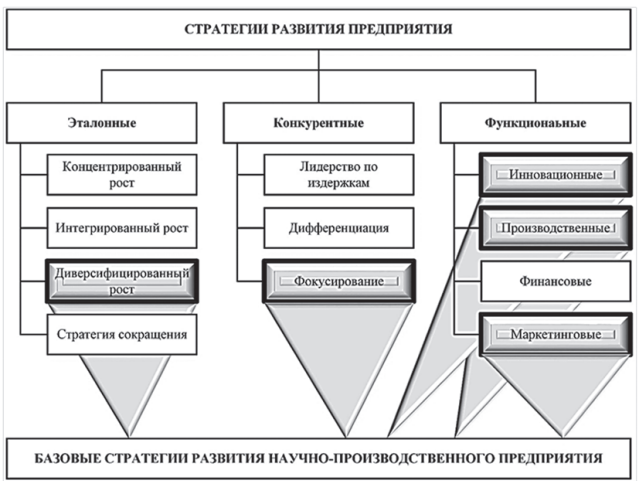 СТРАТЕГИИ РАЗВИТИЯ ПРЕДПРИЯТИЯ
Эталонные
Концентрированный
рост
Интегрированный рост
Диверсифицированный
рост
Стратегия сокращения
Конкурентные
Лидерство по
издержкам
Дифференциация
Фокусирование
Функциональные
Инновационные
Производственные
Финансовые
Маркетинговые
БАЗОВЫЕ СТРАТЕГИИ РАЗВИТИЯ НАУЧНО-ПРОИЗВОДСТВЕННОГО ПРЕДПРИЯТИЯ